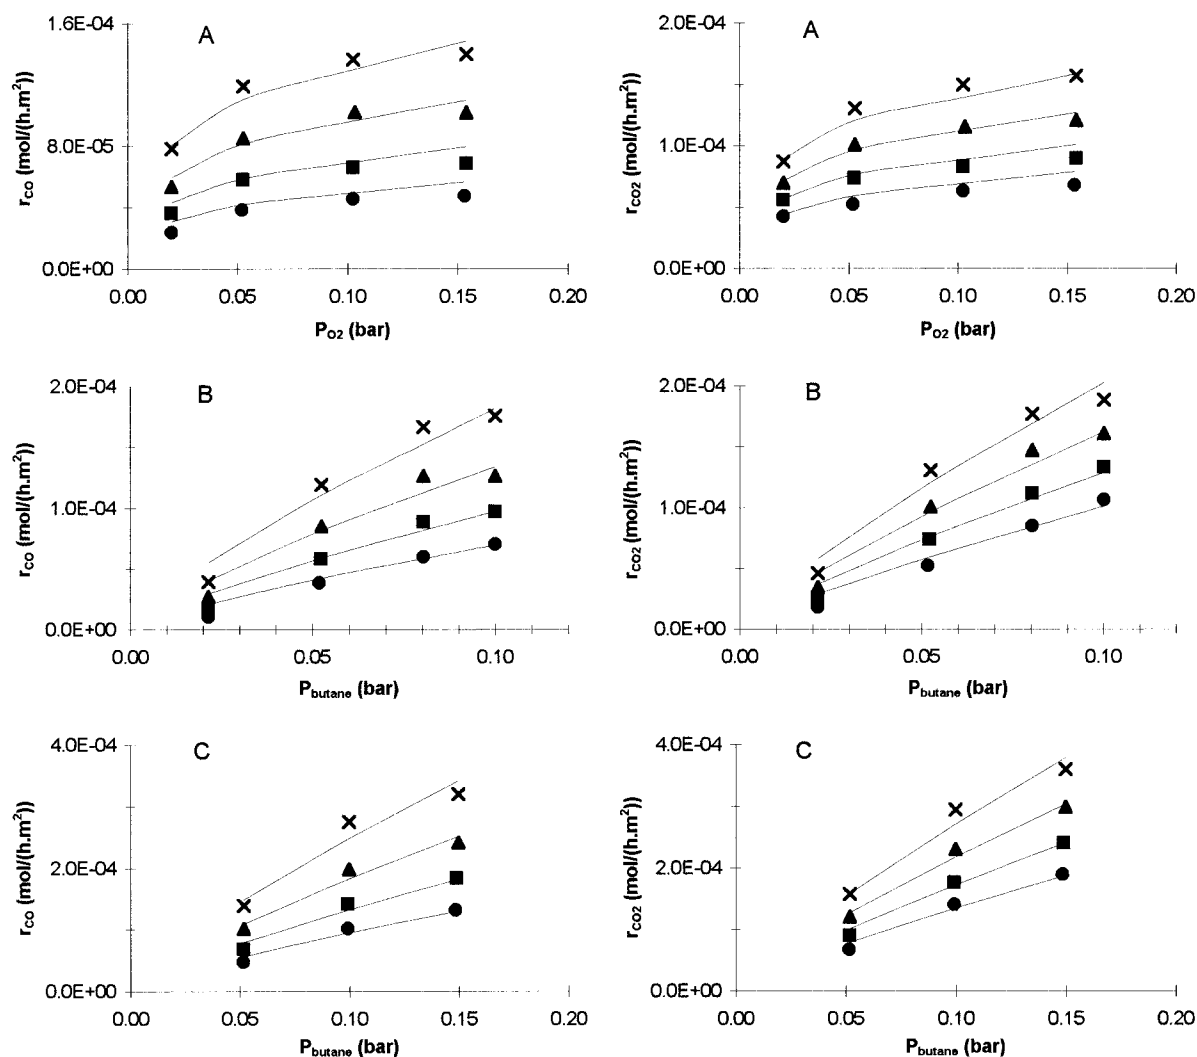 A
r_CO (mol/(h.m²))
1.6E-04
8.0E-05
0.0E+00
0.00 0.05 0.10 0.15 0.20
P_O2 (bar)
A
r_CO2 (mol/(h.m²))
2.0E-04
1.0E-04
0.0E+00
0.00 0.05 0.10 0.15 0.20
P_O2 (bar)
B
r_CO (mol/(h.m²))
2.0E-04
1.0E-04
0.0E+00
0.00 0.05 0.10
P_butane (bar)
B
r_CO2 (mol/(h.m²))
2.0E-04
1.0E-04
0.0E+00
0.00 0.05 0.10
P_butane (bar)
C
r_CO (mol/(h.m²))
4.0E-04
2.0E-04
0.0E+00
0.00 0.05 0.10 0.15 0.20
P_butane (bar)
C
r_CO2 (mol/(h.m²))
4.0E-04
2.0E-04
0.0E+00
0.00 0.05 0.10 0.15 0.20
P_butane (bar)